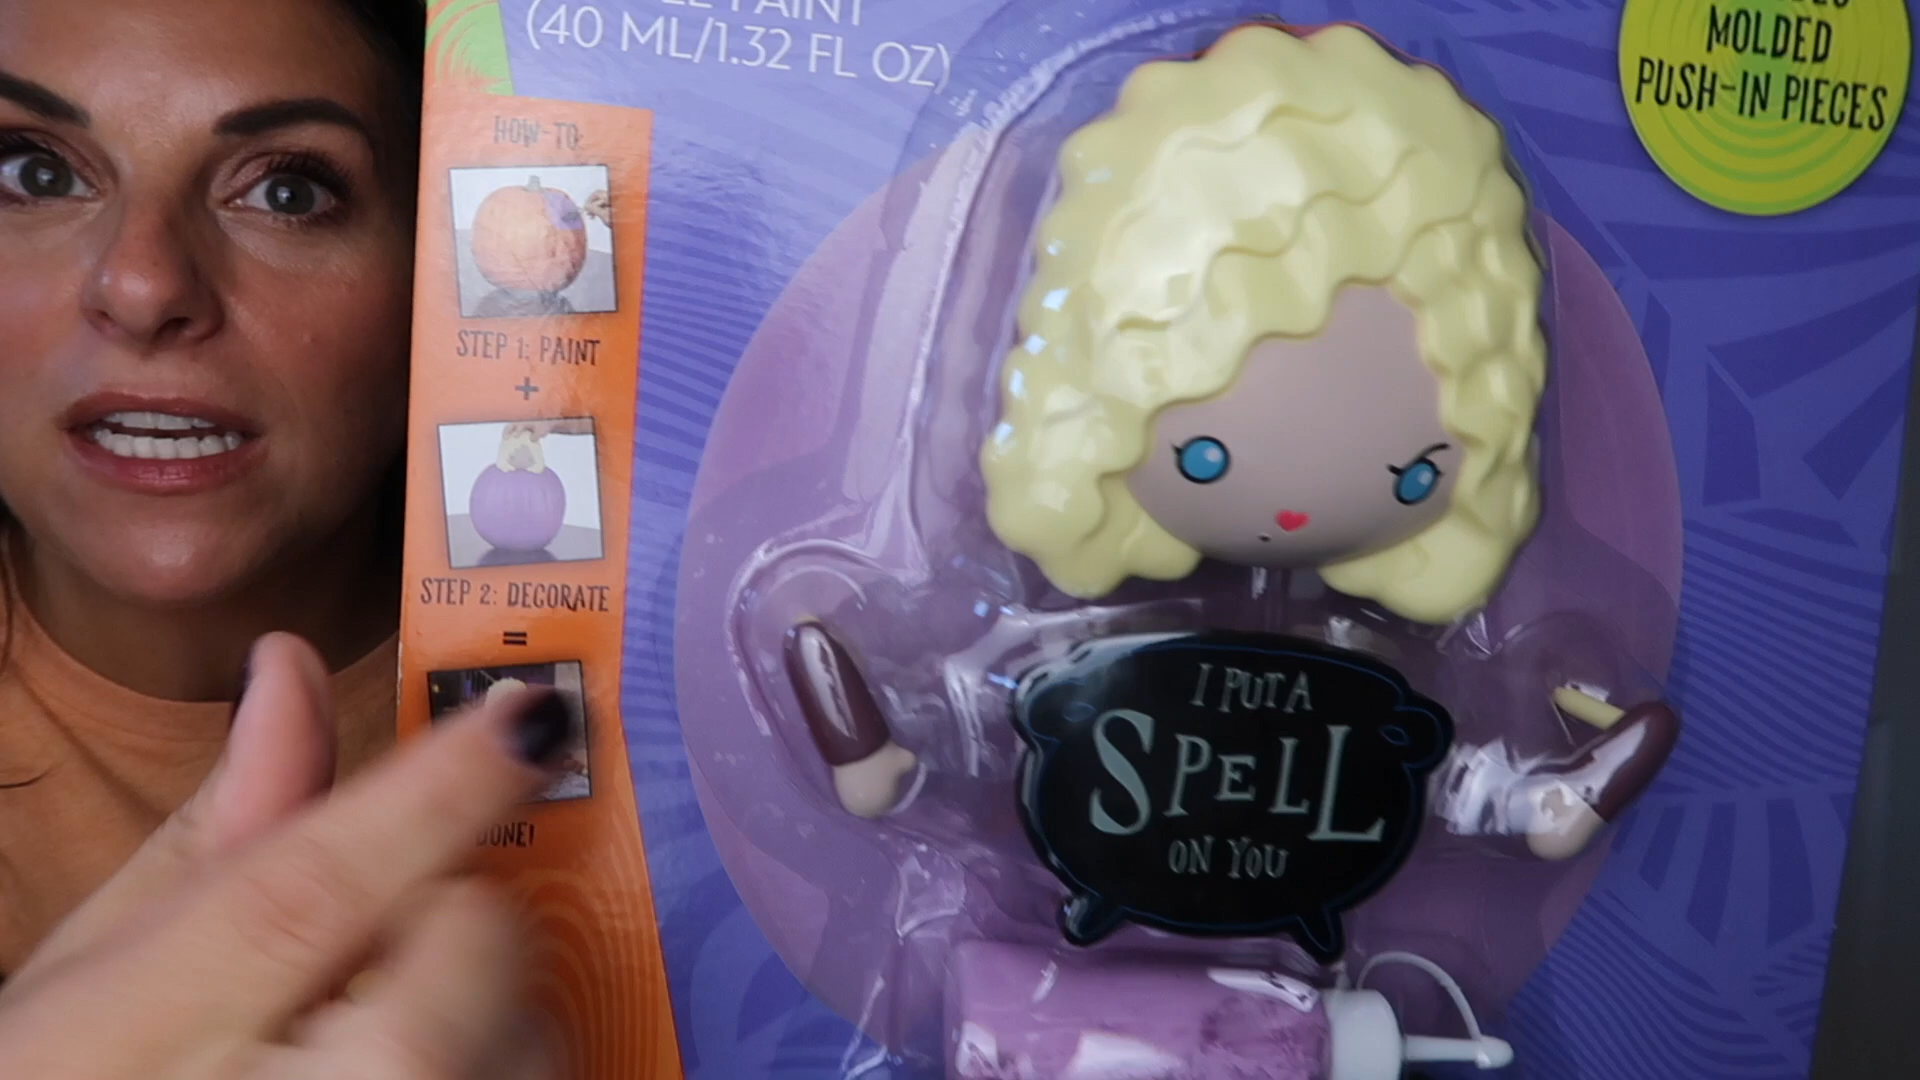 PAINT
(40 ML/1.32 FL OZ)
MOLDED
PUSH-IN PIECES
HOW-TO
STEP 1: PAINT
+
STEP 2: DECORATE
=
DONE!
I PUT A
SPELL
ON YOU